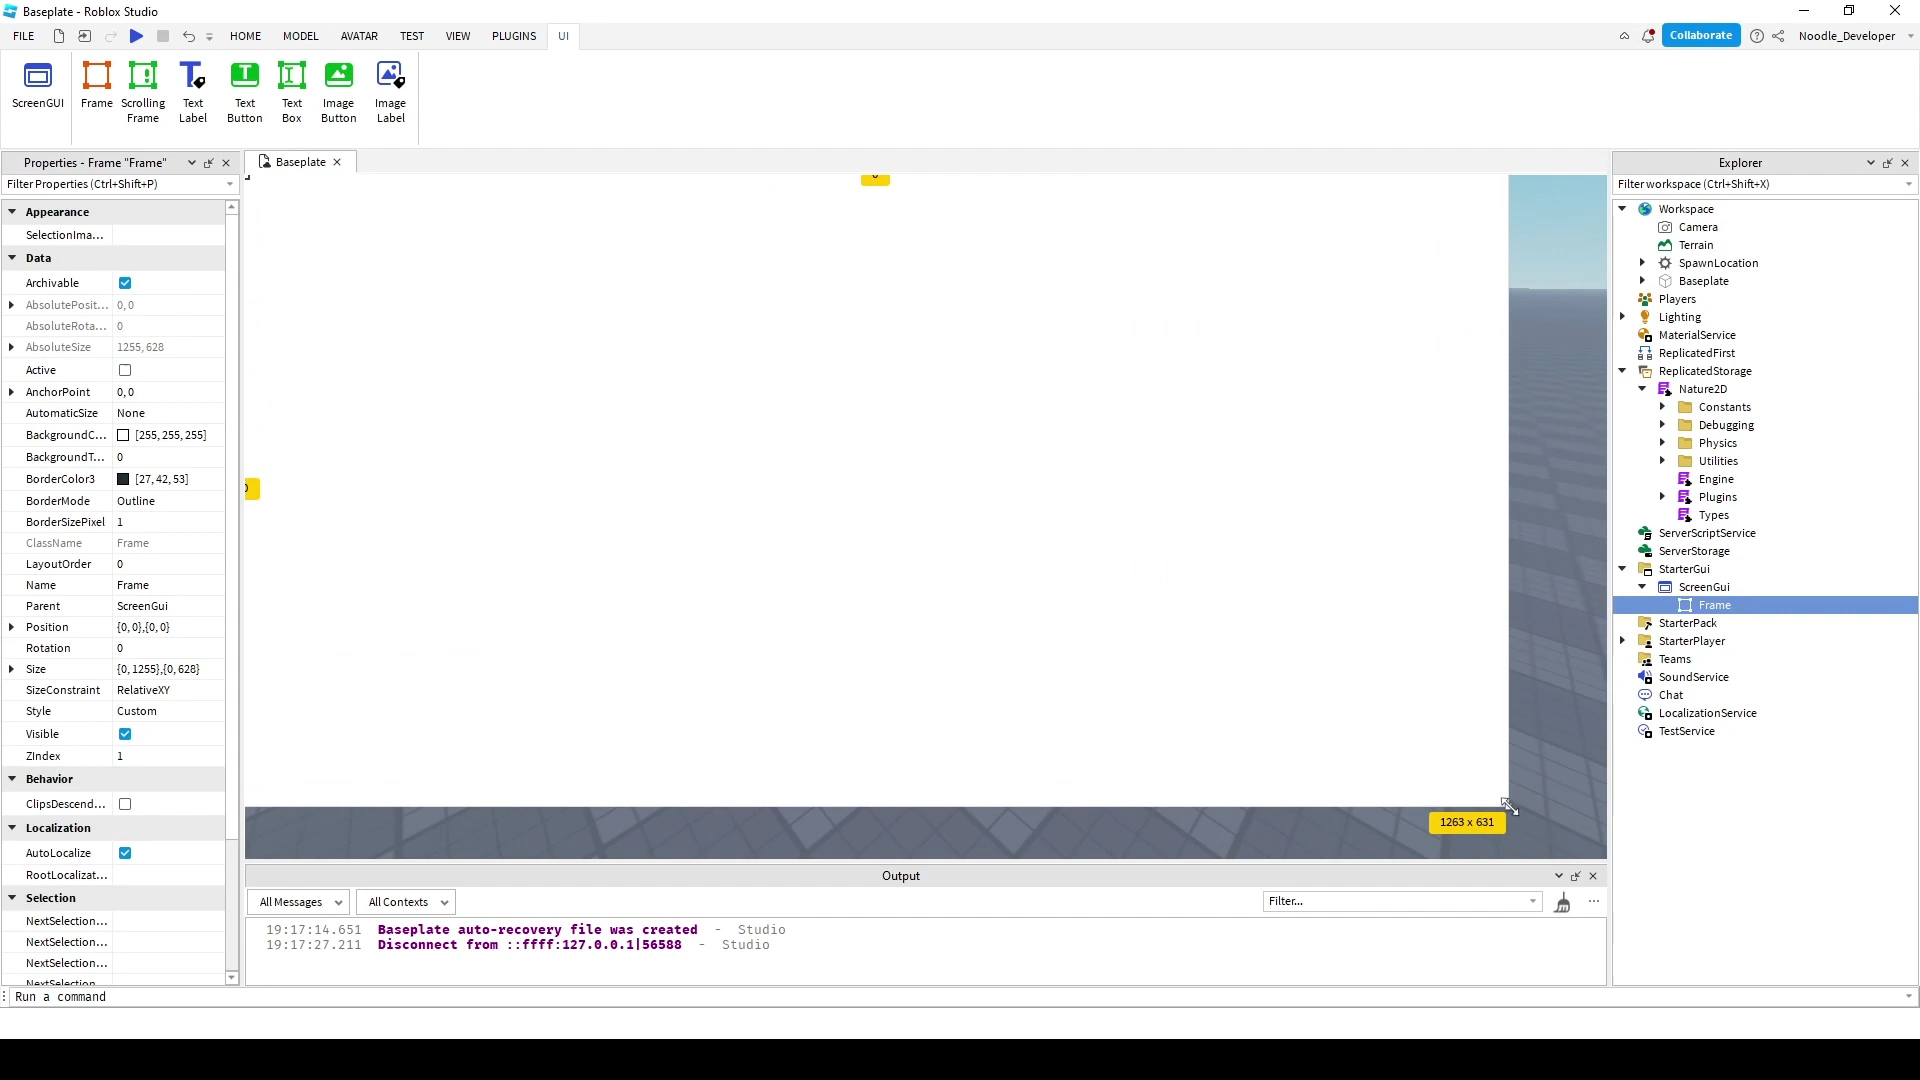 Baseplate - Roblox Studio
FILE HOME MODEL AVATAR TEST VIEW PLUGINS UI Collaborate Noodle_Developer
ScreenGUI Frame Scrolling Frame Text Label Text Button Text Box Image Button Image Label
Properties - Frame "Frame"
Filter Properties (Ctrl+Shift+P)
Appearance
SelectionIma...
Data
Archivable
AbsolutePosit... 0, 0
AbsoluteRota... 0
AbsoluteSize 1255, 628
Active
AnchorPoint 0, 0
AutomaticSize None
BackgroundC... [255, 255, 255]
BackgroundT... 0
BorderColor3 [27, 42, 53]
BorderMode Outline
BorderSizePixel 1
ClassName Frame
LayoutOrder 0
Name Frame
Parent ScreenGui
Position {0, 0},{0, 0}
Rotation 0
Size {0, 1255},{0, 628}
SizeConstraint RelativeXY
Style Custom
Visible
ZIndex 1
Behavior
ClipsDescend...
Localization
AutoLocalize
RootLocalizat...
Selection
NextSelection...
NextSelection...
NextSelection...
NextSelection
Baseplate
1263 x 631
Output
All Messages All Contexts Filter...
19:17:14.651 Baseplate auto-recovery file was created - Studio
19:17:27.211 Disconnect from ::ffff:127.0.0.1|56588 - Studio
Explorer
Filter workspace (Ctrl+Shift+X)
Workspace
Camera
Terrain
SpawnLocation
Baseplate
Players
Lighting
MaterialService
ReplicatedFirst
ReplicatedStorage
Nature2D
Constants
Debugging
Physics
Utilities
Engine
Plugins
Types
ServerScriptService
ServerStorage
StarterGui
ScreenGui
Frame
StarterPack
StarterPlayer
Teams
SoundService
Chat
LocalizationService
TestService
Run a command